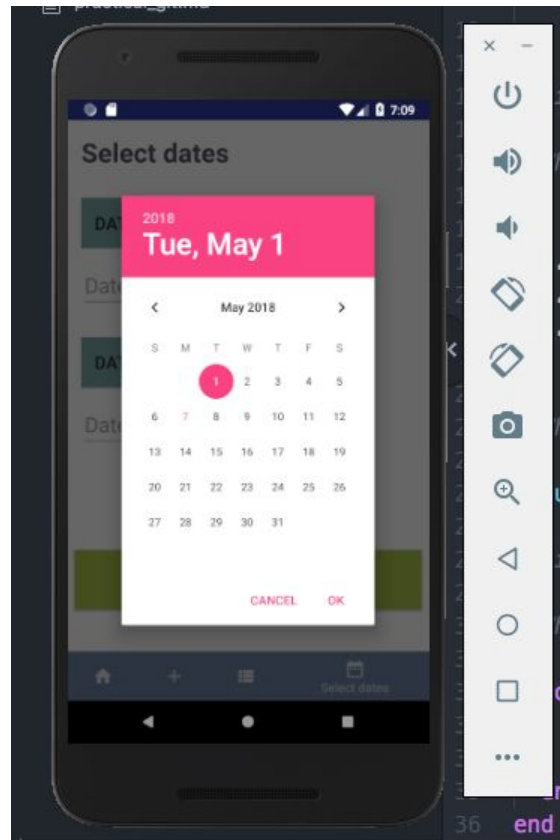 7:09
Select dates
2018
Tue, May 1
May 2018
S M T W T F S
1 2 3 4 5
6 7 8 9 10 11 12
13 14 15 16 17 18 19
20 21 22 23 24 25 26
27 28 29 30 31
CANCEL OK
Select dates
36 end